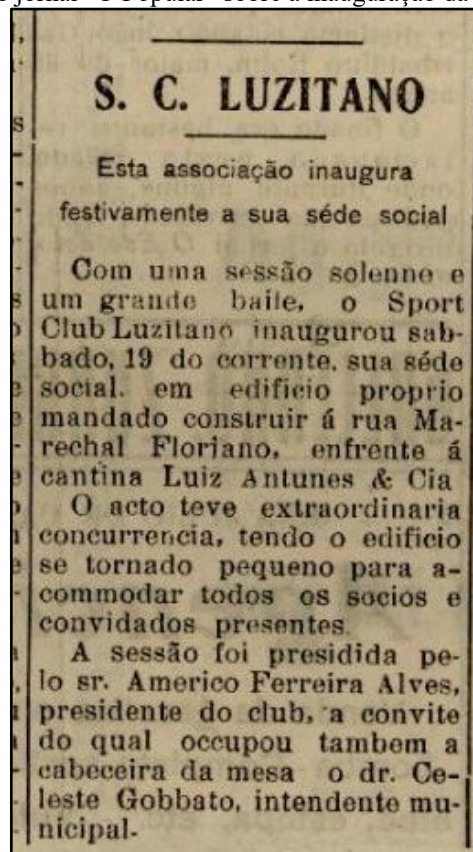 S. C. LUZITANO
Esta associação inaugura
festivamente a sua séde social
Com uma sessão solenne e
um grande baile, o Sport
Club Luzitano inaugurou sab-
bado, 19 do corrente, sua séde
social, em edificio proprio
mandado construir á rua Ma-
rechal Floriano, enfrente á
cantina Luiz Antunes & Cia
O acto teve extraordinaria
concurrencia, tendo o edificio
se tornado pequeno para a-
commodar todos os socios e
convidados presentes.
A sessão foi presidida pe-
lo sr. Americo Ferreira Alves,
presidente do club, a convite
do qual occupou tambem a
cabeceira da mesa o dr. Ce-
leste Gobbato, intendente mu-
nicipal.